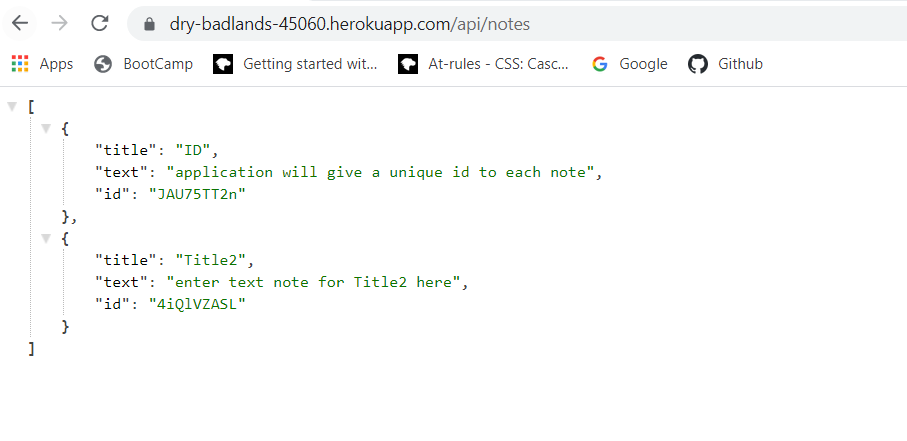 dry-badlands-45060.herokuapp.com/api/notes
Apps BootCamp Getting started wit... At-rules - CSS: Casc... Google Github
[
{
"title": "ID",
"text": "application will give a unique id to each note",
"id": "JAU75TT2n"
},
{
"title": "Title2",
"text": "enter text note for Title2 here",
"id": "4iQlVZASL"
}
]